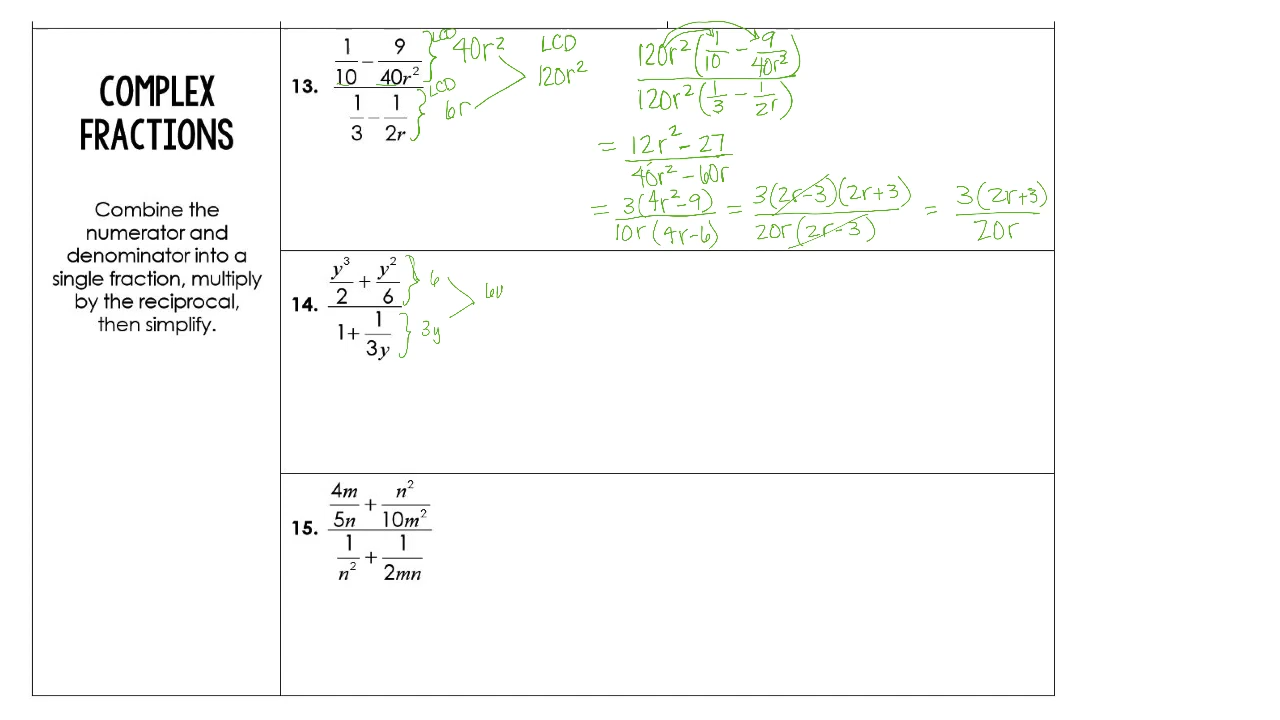 COMPLEX
FRACTIONS
Combine the
numerator and
denominator into a
single fraction, multiply
by the reciprocal,
then simplify.
13. (1/10 − 9/40r²) / (1/3 − 1/2r)
LCD 40r²
LCD 6r
LCD
120r²
120r²(1/10 − 9/40r²) / 120r²(1/3 − 1/2r)
= (12r² − 27) / (40r² − 60r)
= 3(4r²−9) / 10r(4r−6) = 3(2r−3)(2r+3) / 20r(2r−3) = 3(2r+3) / 20r
14. (y³/2 + y²/6) / (1 + 1/3y)
6
3y
15. (4m/5n + n²/10m²) / (1/n² + 1/2mn)